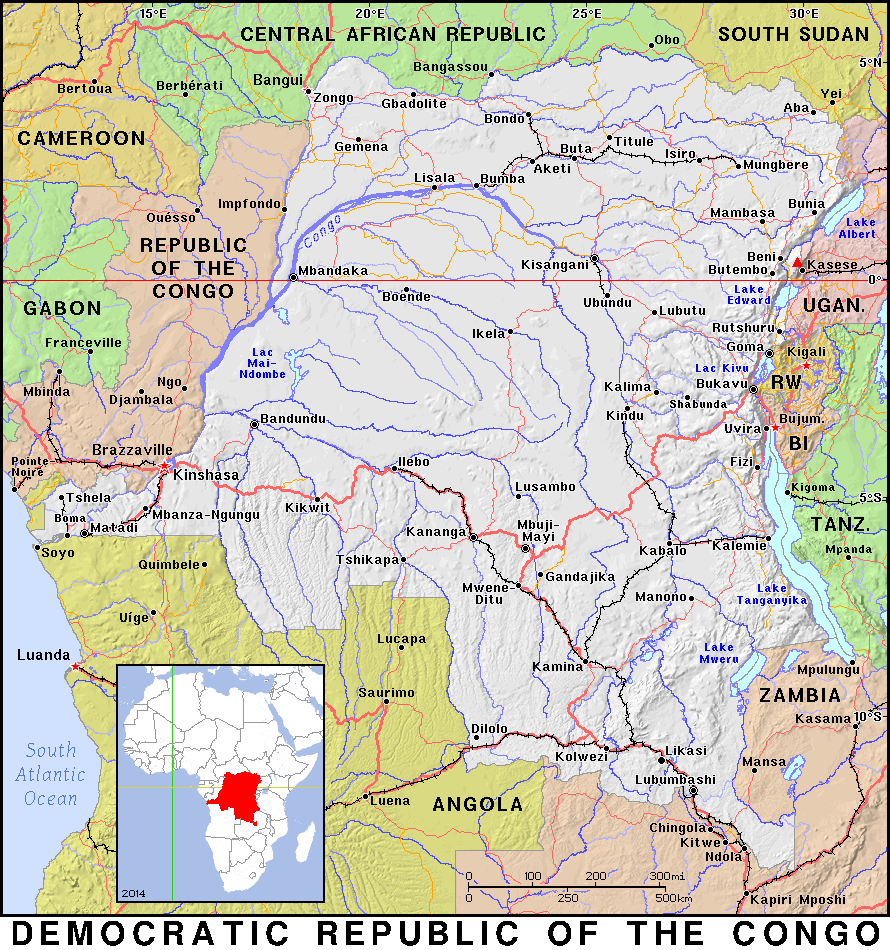 15°E
20°E
25°E
30°E
CENTRAL AFRICAN REPUBLIC
SOUTH SUDAN
Obo
5°N
Bangassou
Bangui
Bertoua
Berbérati
Zongo
Gbadolite
Yei
Aba
Bondo
CAMEROON
Gemena
Buta
Titule
Isiro
Aketi
Mungbere
Lisala
Bumba
Impfondo
Ouésso
Mambasa
Bunia
Congo
Lake
Albert
REPUBLIC
OF THE
CONGO
Kisangani
Beni
Butembo
Kasese
Mbandaka
0°
Boende
Ubundu
Lake
Edward
UGAN.
GABON
Lubutu
Ikela
Rutshuru
Franceville
Goma
Kigali
Lac
Mai-
Ndombe
Lac Kivu
Mbinda
Ngo
Djambala
Kalima
Bukavu
RW
Shabunda
Kindu
Bandundu
Bujum.
Uvira
BI
Brazzaville
Pointe-
Noire
Kinshasa
Ilebo
Fizi
Tshela
Lusambo
Kigoma
5°S
Boma
Mbanza-Ngungu
Kikwit
Matadi
Kananga
Mbuji-
Mayi
TANZ.
Soyo
Kabalo
Kalemie
Mpanda
Quimbele
Tshikapa
Gandajika
Mwene-
Ditu
Manono
Lake
Tanganyika
Uíge
Lucapa
Luanda
Lake
Mweru
Kamina
Mpulungu
Saurimo
ZAMBIA
Kasama
10°S
Dilolo
South
Atlantic
Ocean
Kolwezi
Likasi
Mansa
Lubumbashi
Luena
ANGOLA
Chingola
Kitwe
Ndola
0
100
200
300mi
0
250
500km
2014
Kapiri Mposhi
DEMOCRATIC REPUBLIC OF THE CONGO